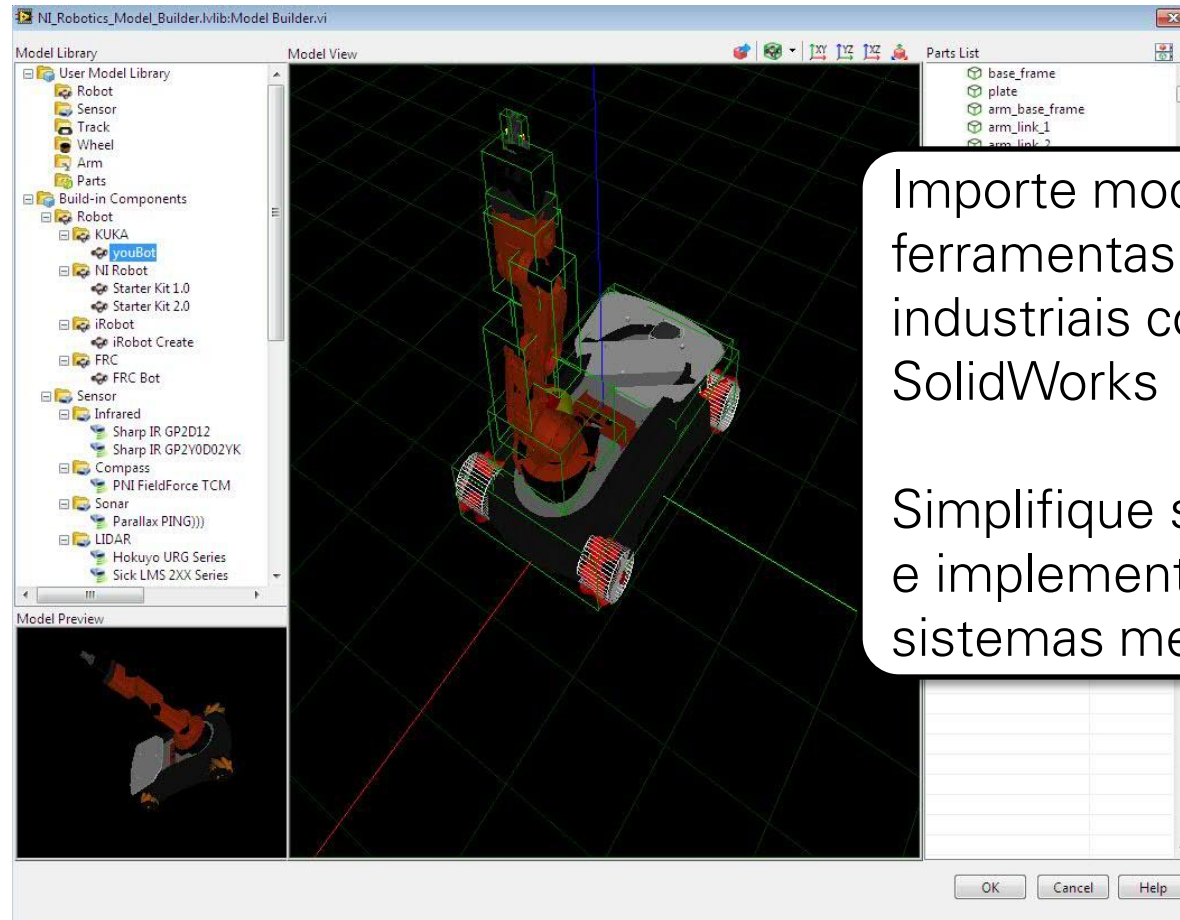 NI_Robotics_Model_Builder.lvlib:Model Builder.vi
Model Library
User Model Library
Robot
Sensor
Track
Wheel
Arm
Parts
Build-in Components
Robot
KUKA
youBot
NI Robot
Starter Kit 1.0
Starter Kit 2.0
iRobot
iRobot Create
FRC
FRC Bot
Sensor
Infrared
Sharp IR GP2D12
Sharp IR GP2Y0D02YK
Compass
PNI FieldForce TCM
Sonar
Parallax PING)))
LIDAR
Hokuyo URG Series
Sick LMS 2XX Series
Model Preview
Model View
XY YZ XZ
Parts List
base_frame
plate
arm_base_frame
arm_link_1
arm_link_2
Importe mod
ferramentas
industriais co
SolidWorks
Simplifique s
e implement
sistemas me
OK Cancel Help